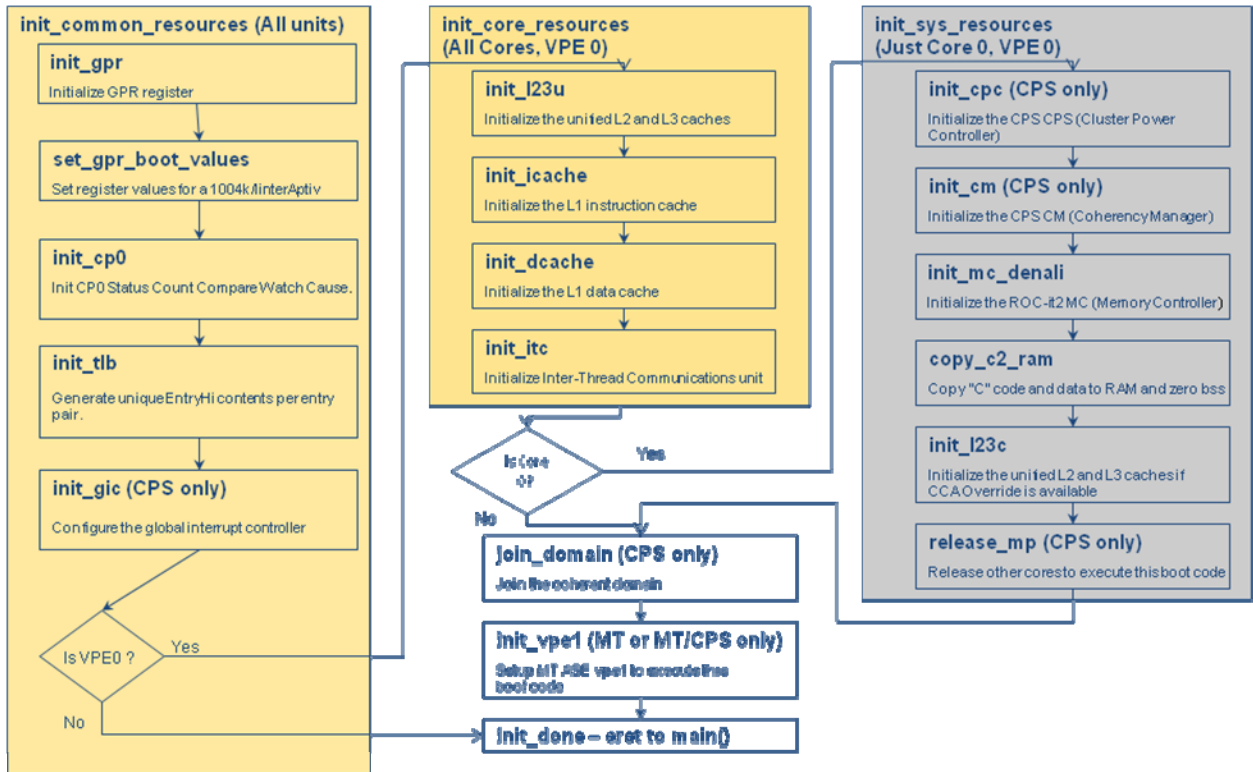 init_common_resources (All units)
init_gpr
Initialize GPR register
set_gpr_boot_values
Set register values for a 1004k/iinterAptiv
init_cp0
Init CP0 Status Count Compare Watch Cause.
init_tlb
Generate unique EntryHi contents per entry
pair.
init_gic (CPS only)
Configure the global interrupt controller
Is VPE0 ?
Yes
No
init_core_resources
(All Cores, VPE 0)
init_l23u
Initialize the unified L2 and L3 caches
init_icache
Initialize the L1 instruction cache
init_dcache
Initialize the L1 data cache
init_itc
Initialize Inter-Thread Communications unit
Is Core
0?
Yes
No
join_domain (CPS only)
Join the coherent domain
init_vpe1 (MT or MT/CPS only)
Setup MT ASE vpe1 to execute this
boot code
init_done – eret to main()
init_sys_resources
(Just Core 0, VPE 0)
init_cpc (CPS only)
Initialize the CPS CPS (Cluster Power
Controller)
init_cm (CPS only)
Initialize the CPS CM (Coherency Manager)
init_mc_denali
Initialize the ROC-it2 MC (Memory Controller)
copy_c2_ram
Copy "C" code and data to RAM and zero bss
init_l23c
Initialize the unified L2 and L3 caches if
CCA Override is available
release_mp (CPS only)
Release other cores to execute this boot code